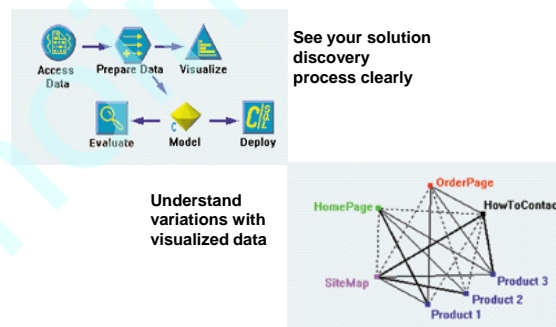 See your solution
discovery
process clearly
Access
Data
Prepare Data
Visualize
Evaluate
Model
Deploy
Understand
variations with
visualized data
OrderPage
HomePage
HowToContac
SiteMap
Product 3
Product 2
Product 1